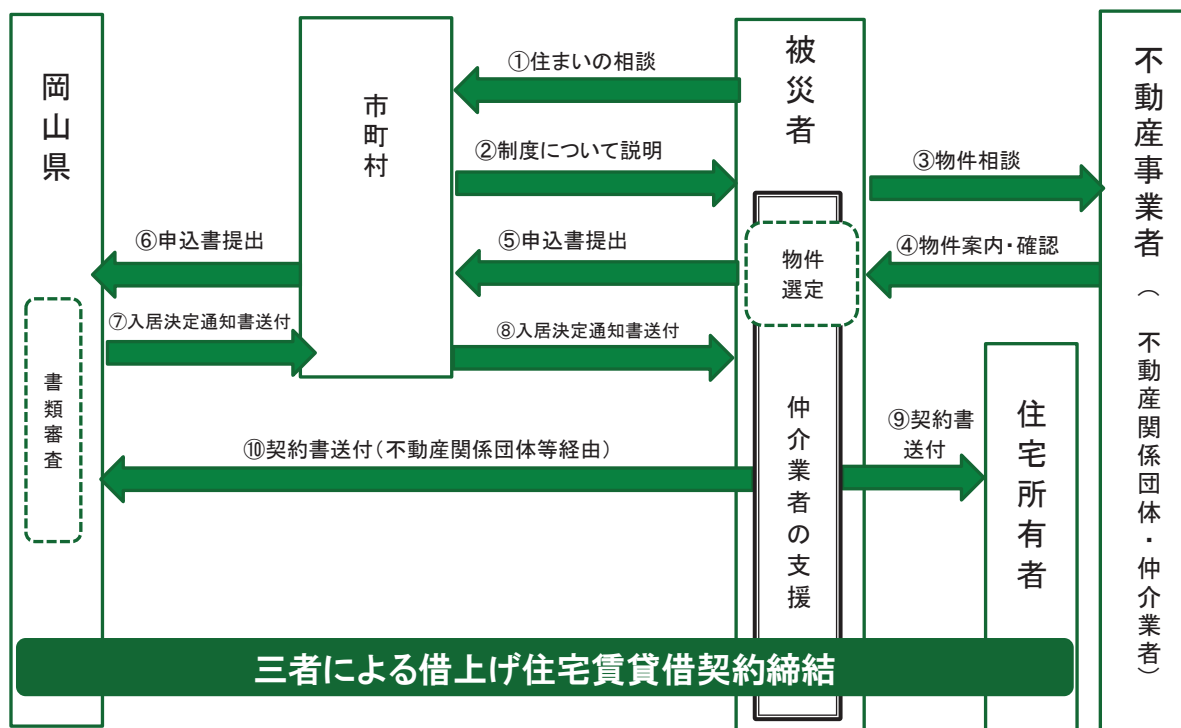 岡山県
市町村
被災者
不動産事業者
（不動産関係団体・仲介業者）
①住まいの相談
②制度について説明
③物件相談
④物件案内・確認
物件
選定
⑤申込書提出
⑥申込書提出
⑦入居決定通知書送付
⑧入居決定通知書送付
書類審査
仲介業者の支援
住宅所有者
⑨契約書
送付
⑩契約書送付（不動産関係団体等経由）
三者による借上げ住宅賃貸借契約締結